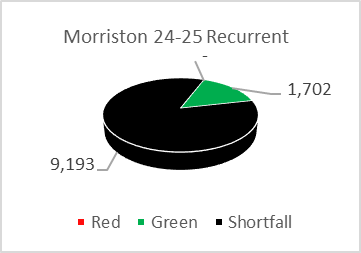 Morriston 24-25 Recurrent
-
1,702
9,193
Red Green Shortfall